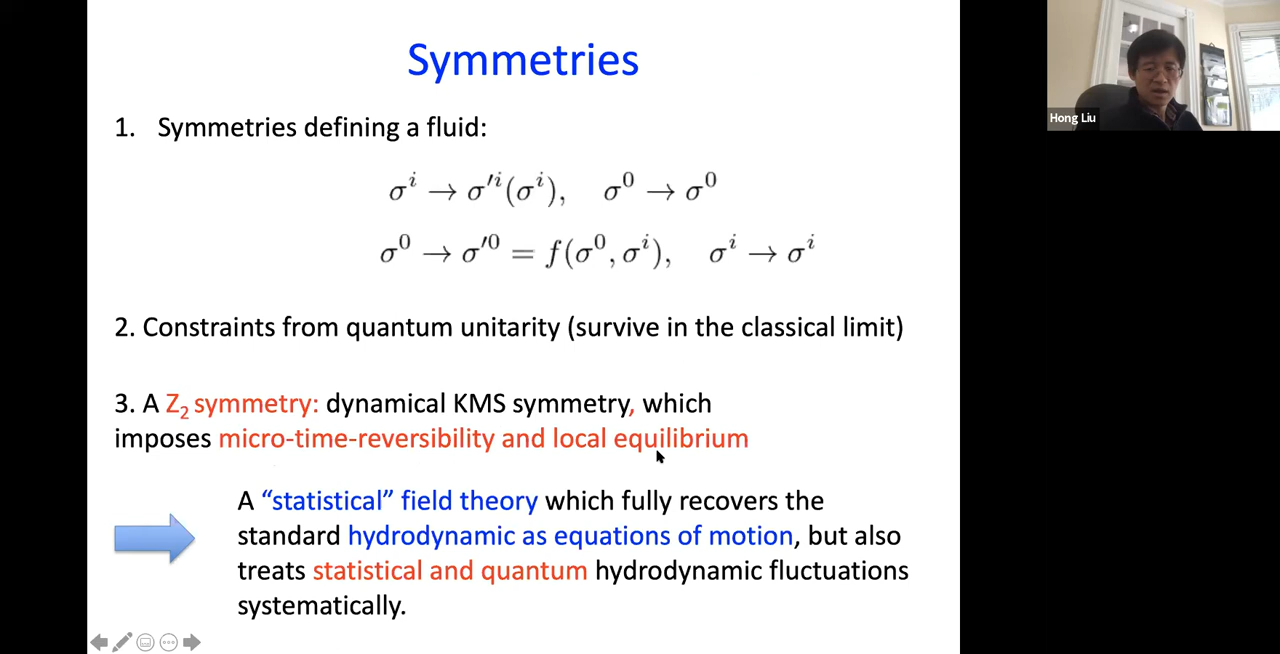 Symmetries
Hong Liu
1. Symmetries defining a fluid:
σ^i → σ′^i(σ^i), σ^0 → σ^0
σ^0 → σ′^0 = f(σ^0, σ^i), σ^i → σ^i
2. Constraints from quantum unitarity (survive in the classical limit)
3. A Z₂ symmetry: dynamical KMS symmetry, which
imposes micro-time-reversibility and local equilibrium
A “statistical” field theory which fully recovers the
standard hydrodynamic as equations of motion, but also
treats statistical and quantum hydrodynamic fluctuations
systematically.